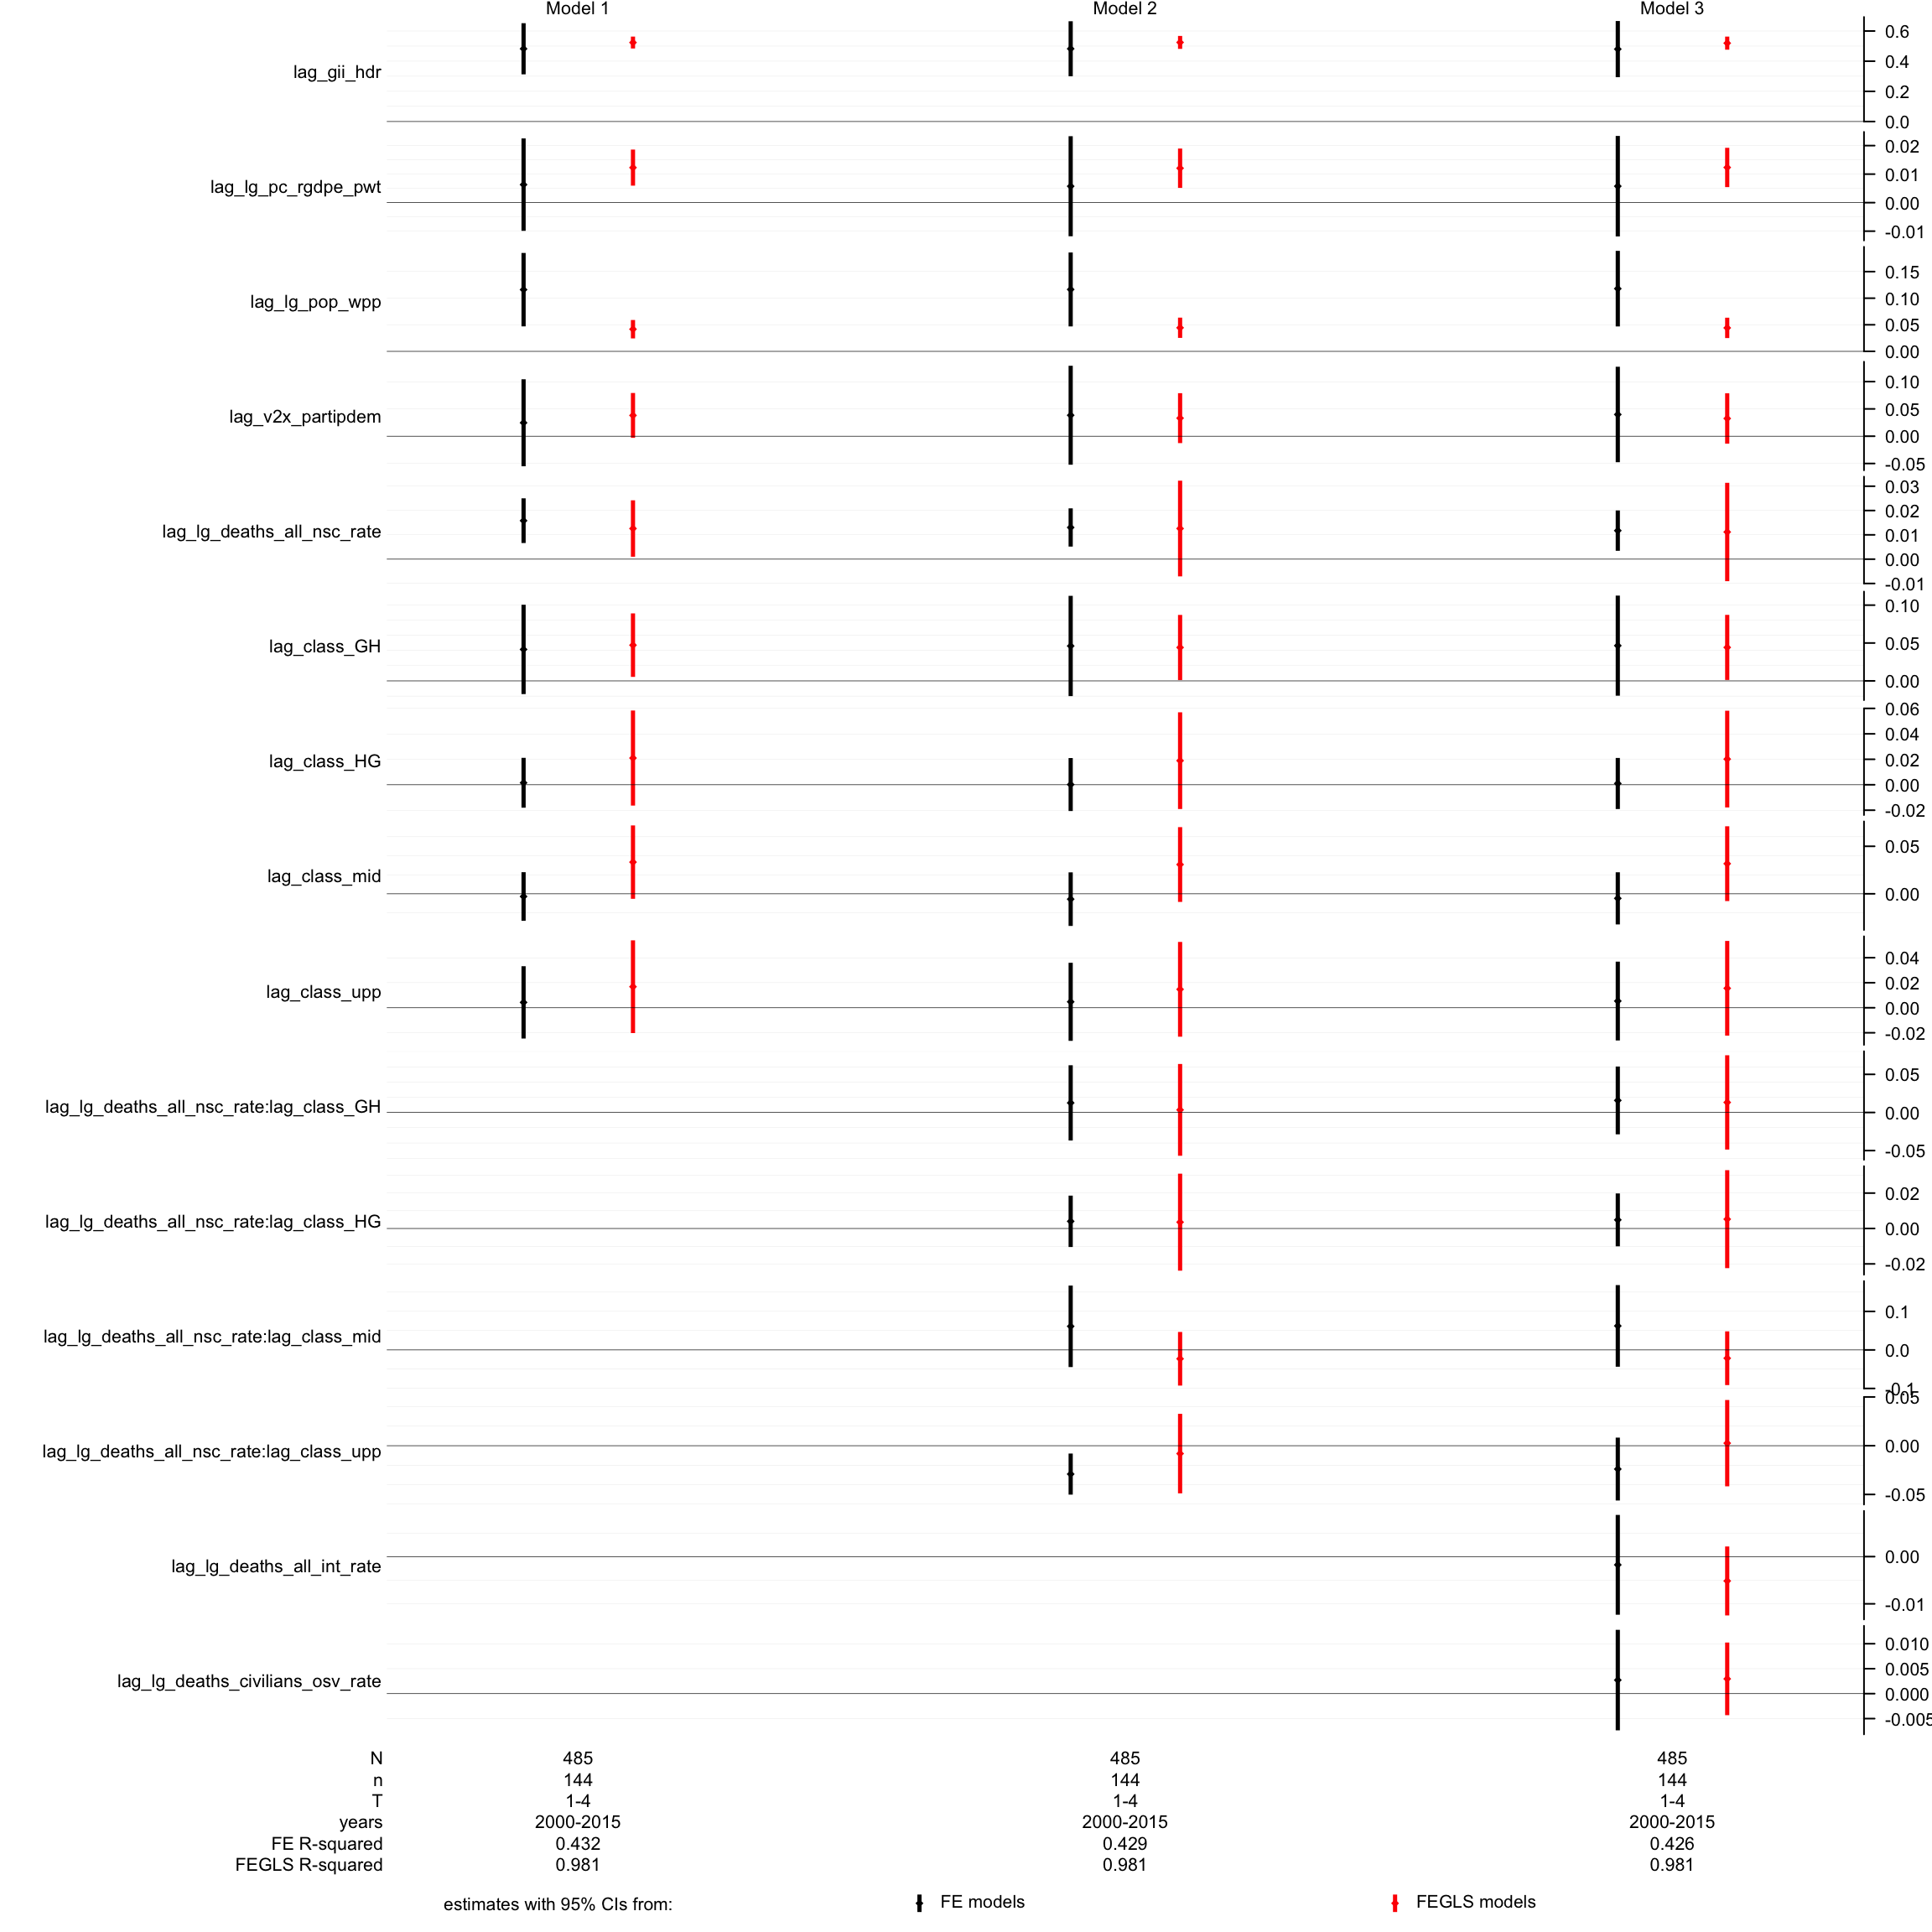 Model 1 Model 2 Model 3
lag_gii_hdr
0.6
0.4
0.2
0.0
lag_lg_pc_rgdpe_pwt
0.02
0.01
0.00
-0.01
lag_lg_pop_wpp
0.15
0.10
0.05
0.00
lag_v2x_partipdem
0.10
0.05
0.00
-0.05
lag_lg_deaths_all_nsc_rate
0.03
0.02
0.01
0.00
-0.01
lag_class_GH
0.10
0.05
0.00
lag_class_HG
0.06
0.04
0.02
0.00
-0.02
lag_class_mid
0.05
0.00
lag_class_upp
0.04
0.02
0.00
-0.02
lag_lg_deaths_all_nsc_rate:lag_class_GH
0.05
0.00
-0.05
lag_lg_deaths_all_nsc_rate:lag_class_HG
0.02
0.00
-0.02
lag_lg_deaths_all_nsc_rate:lag_class_mid
0.1
0.0
-0.1
lag_lg_deaths_all_nsc_rate:lag_class_upp
0.05
0.00
-0.05
lag_lg_deaths_all_int_rate
0.00
-0.01
lag_lg_deaths_civilians_osv_rate
0.010
0.005
0.000
-0.005
N 485 485 485
n 144 144 144
T 1-4 1-4 1-4
years 2000-2015 2000-2015 2000-2015
FE R-squared 0.432 0.429 0.426
FEGLS R-squared 0.981 0.981 0.981
estimates with 95% CIs from: FE models FEGLS models